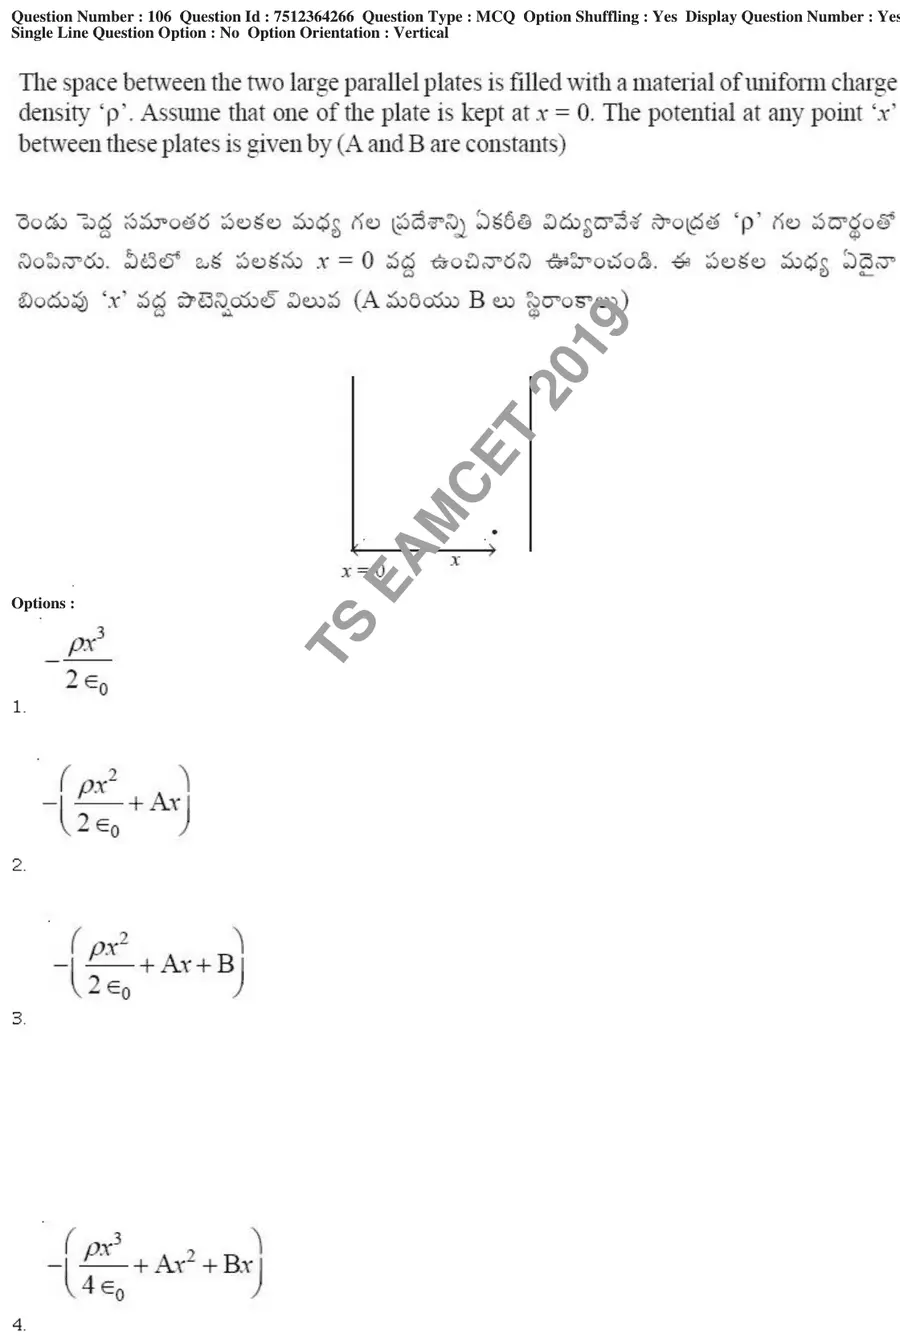 Question Number : 106 Question Id : 7512364266 Question Type : MCQ Option Shuffling : Yes Display Question Number : Yes
Single Line Question Option : No Option Orientation : Vertical
The space between the two large parallel plates is filled with a material of uniform charge
density ‘ρ’. Assume that one of the plate is kept at x = 0. The potential at any point ‘x’
between these plates is given by (A and B are constants)
రెండు పెద్ద సమాంతర పలకల మధ్య గల ప్రదేశాన్ని ఏకరీతి విద్యుదావేశ సాంద్రత ‘ρ’ గల పదార్థంతో
నింపినారు. వీటిలో ఒక పలకను x = 0 వద్ద ఉంచినారని ఊహించండి. ఈ పలకల మధ్య ఏదైనా
బిందువు ‘x’ వద్ద పొటెన్షియల్ విలువ (A మరియు B లు స్థిరాంకాలు)
x = 0
x
TS EAMCET 2019
Options :
−ρx³/2∈₀
1.
−(ρx²/2∈₀ + Ax)
2.
−(ρx²/2∈₀ + Ax + B)
3.
−(ρx³/4∈₀ + Ax² + Bx)
4.